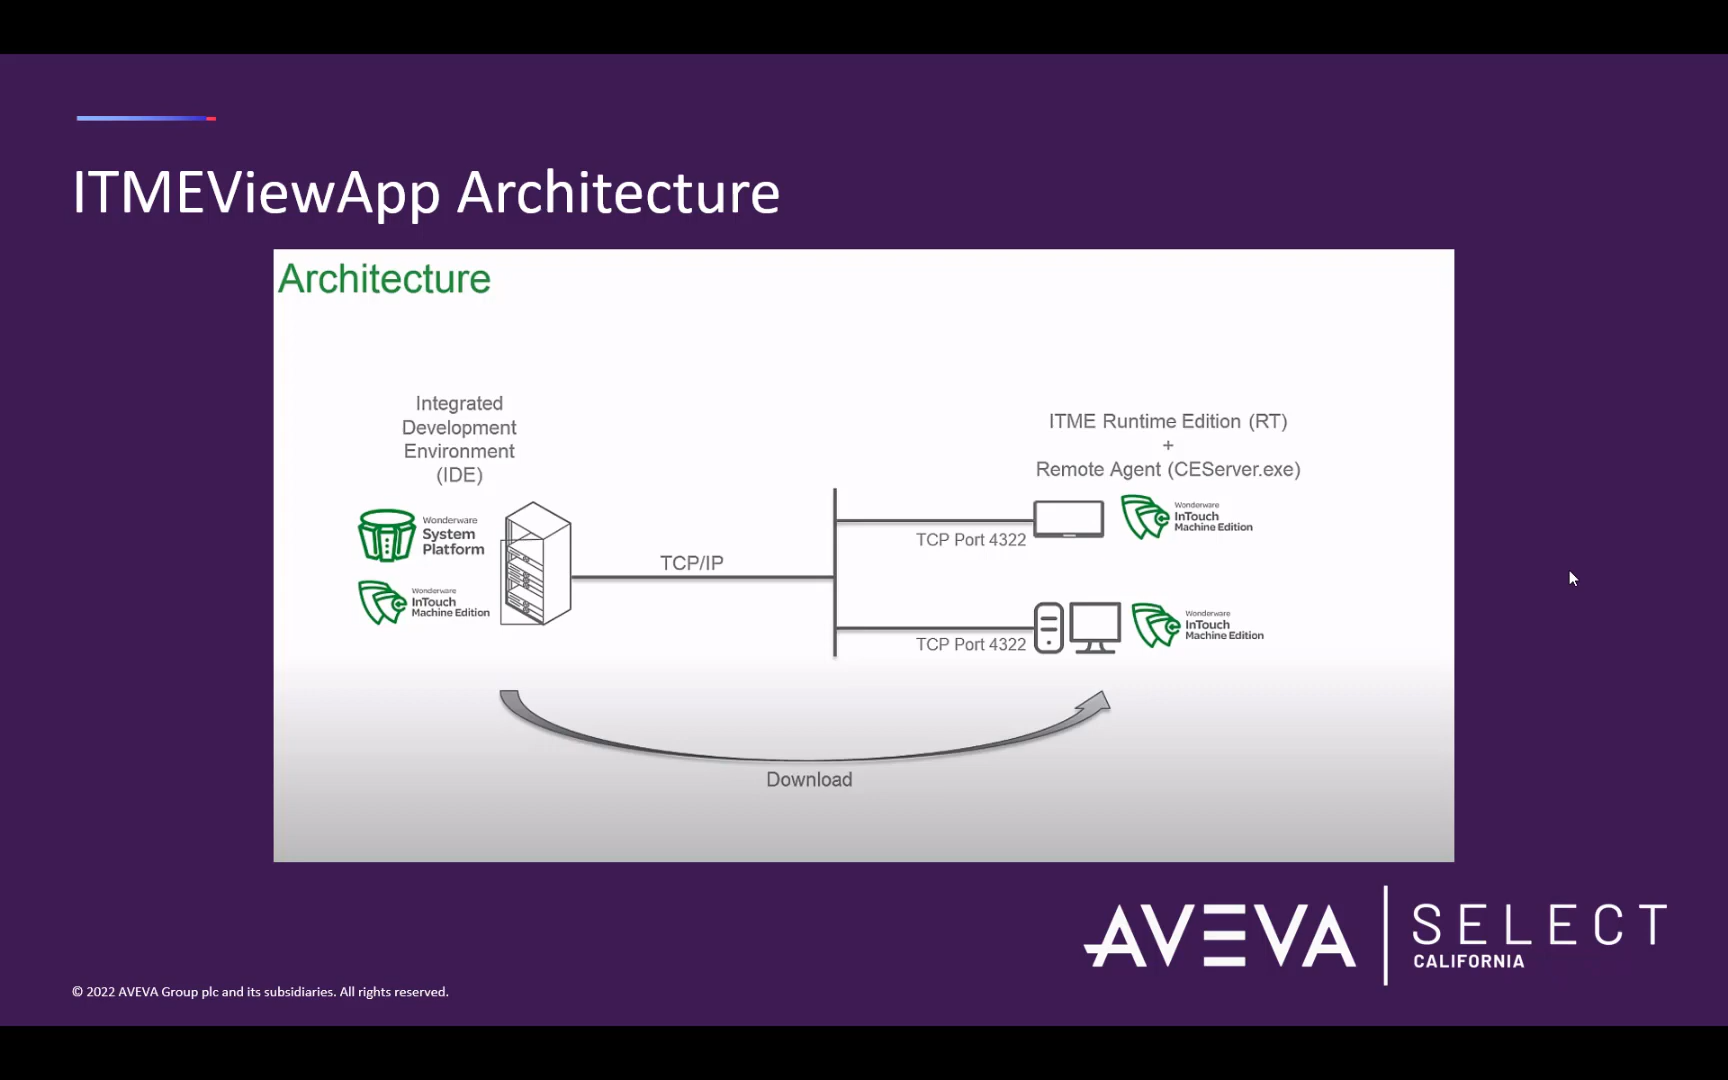 ITMEViewApp Architecture
Architecture
Integrated
Development
Environment
(IDE)
Wonderware
System
Platform
Wonderware
InTouch
Machine Edition
TCP/IP
ITME Runtime Edition (RT)
+
Remote Agent (CEServer.exe)
Wonderware
InTouch
Machine Edition
TCP Port 4322
Wonderware
InTouch
Machine Edition
TCP Port 4322
Download
AVEVA
SELECT
CALIFORNIA
© 2022 AVEVA Group plc and its subsidiaries. All rights reserved.